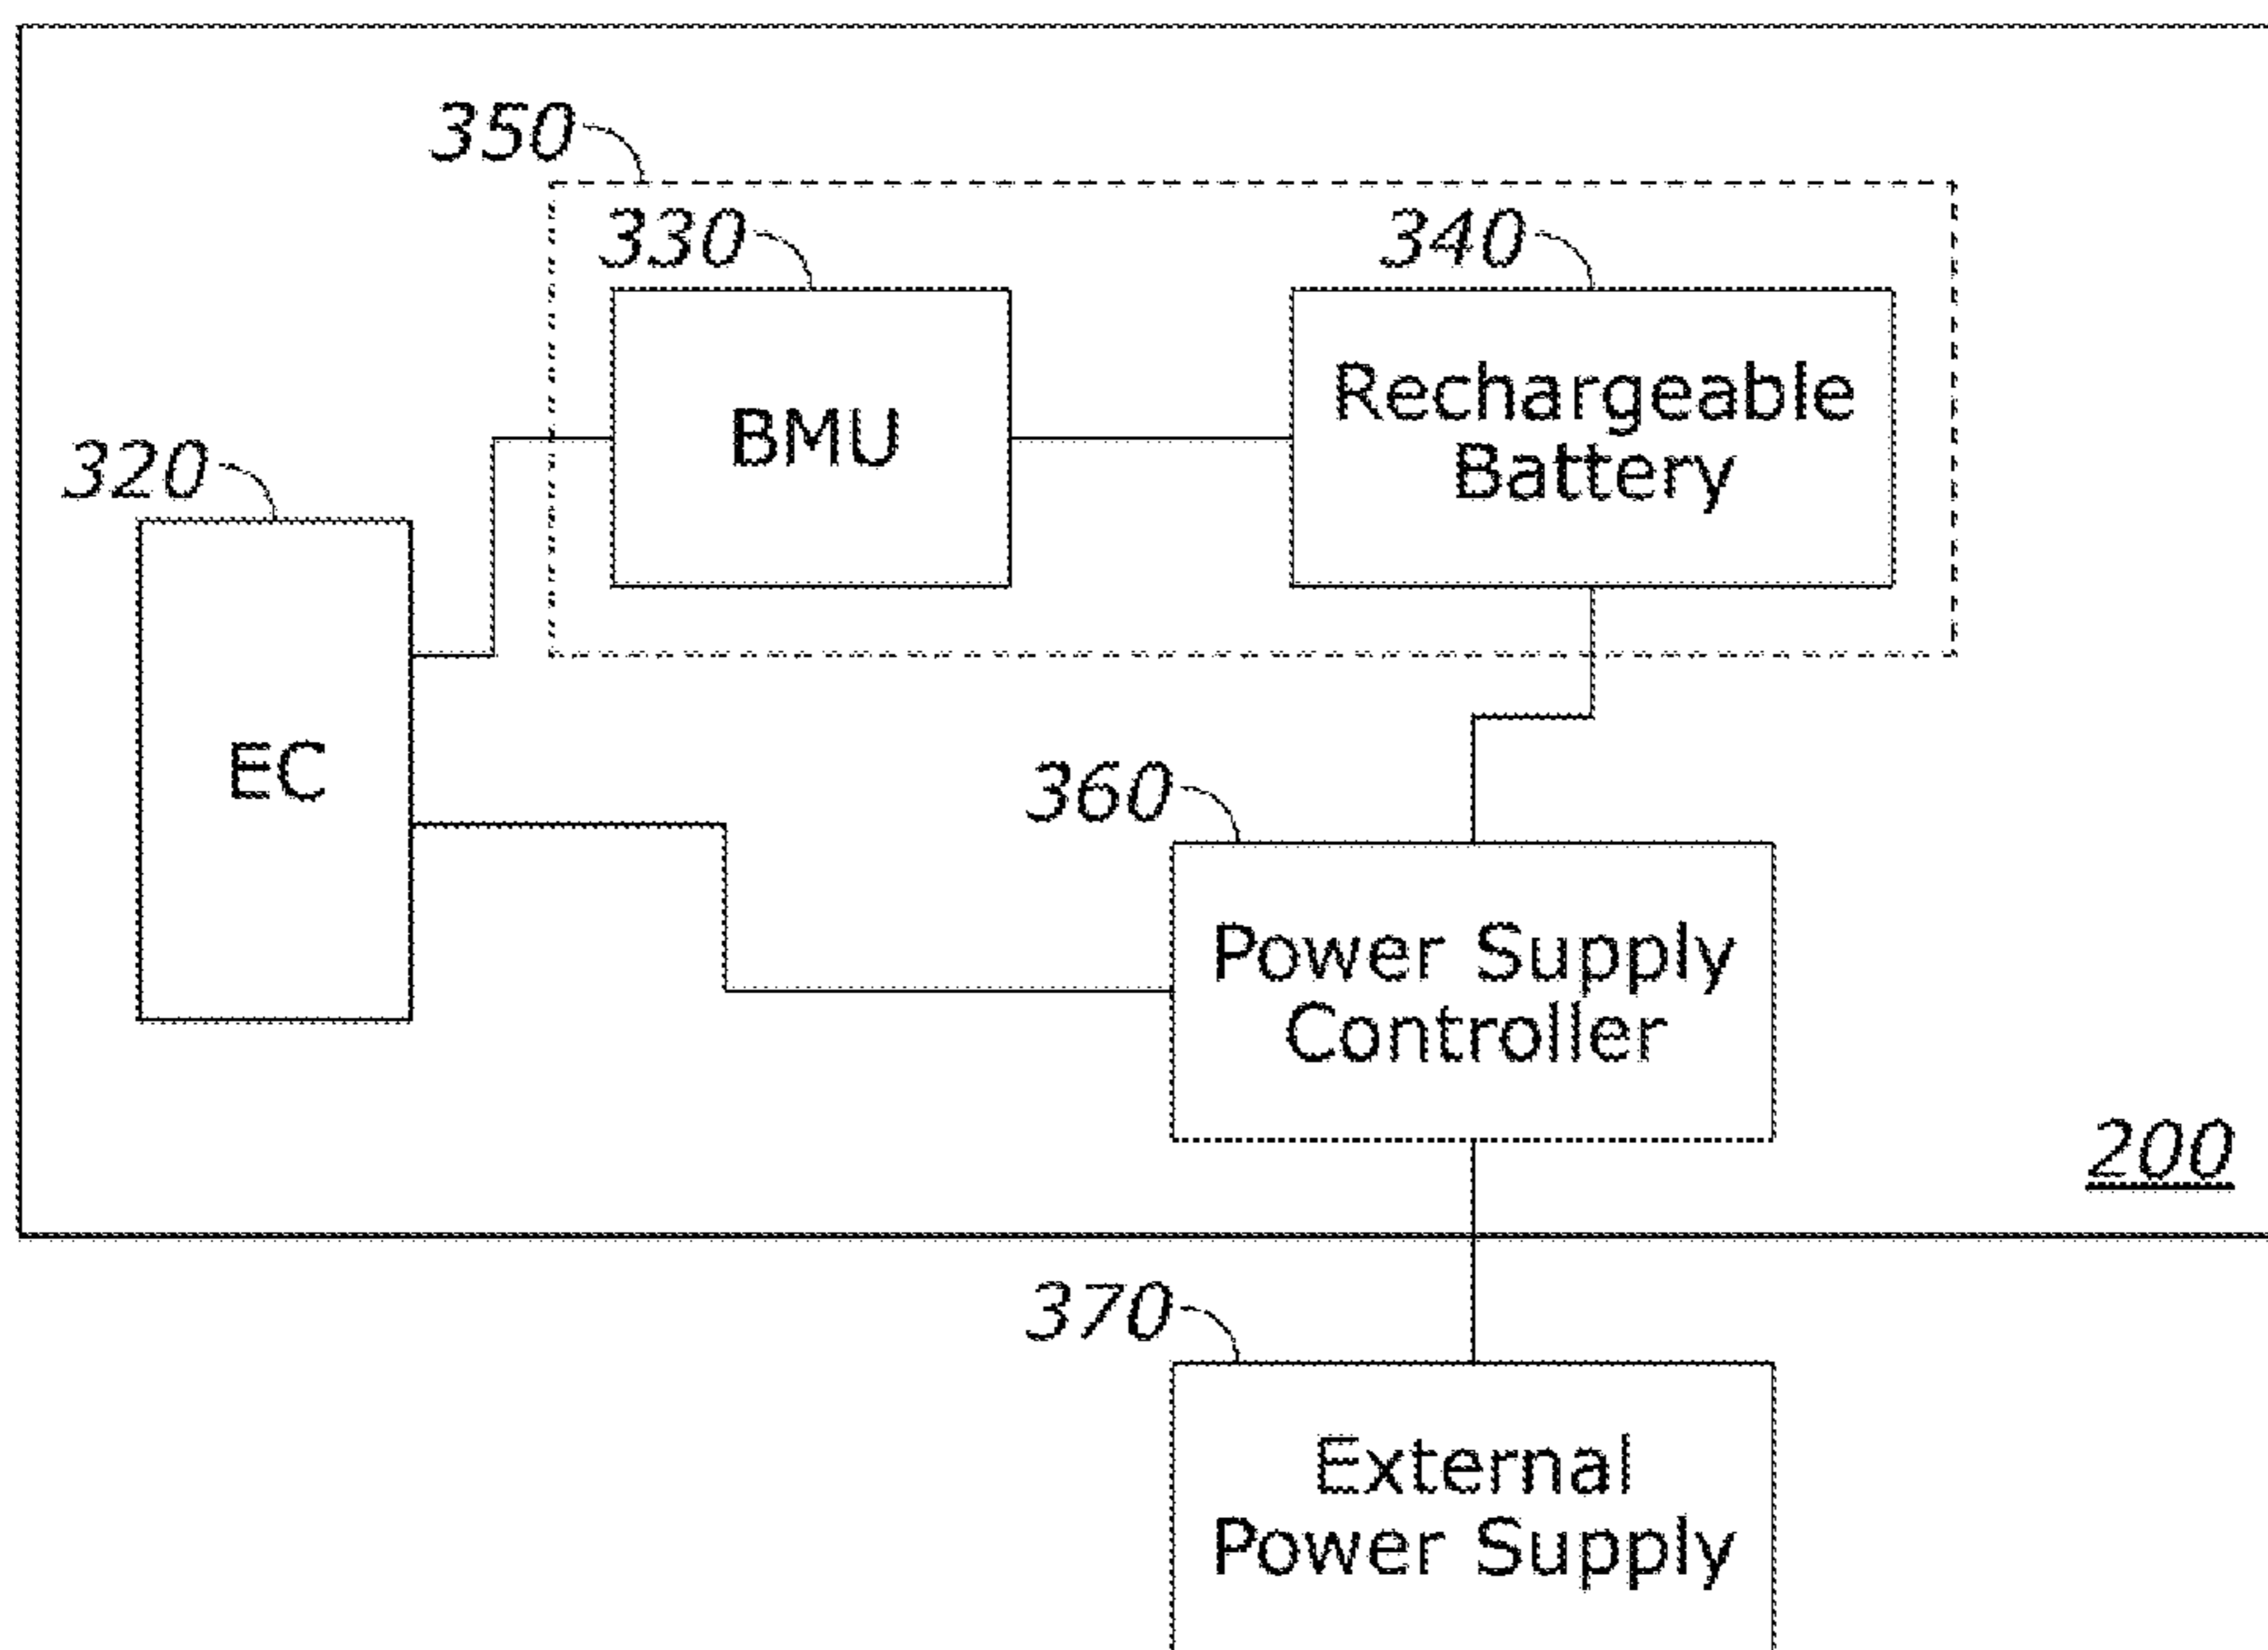 350
330
340
BMU
Rechargeable
Battery
320
EC
360
Power Supply
Controller
200
370
External
Power Supply